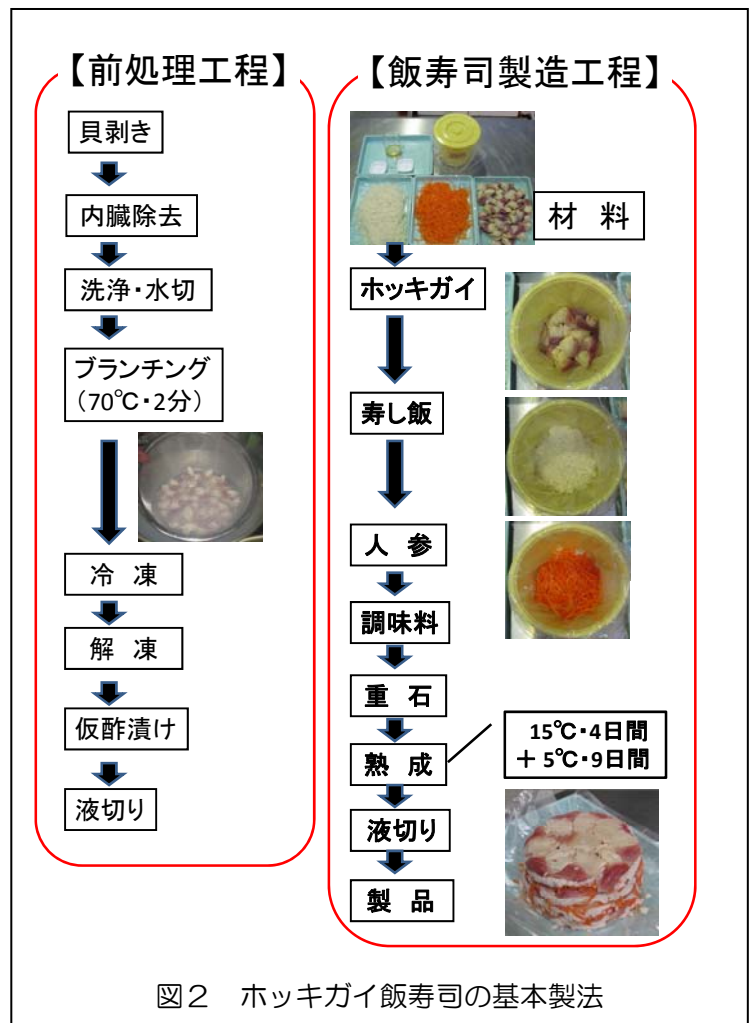 【前処理工程】
貝剥き
内臓除去
洗浄・水切
ブランチング
（70℃・2分）
冷 凍
解 凍
仮酢漬け
液切り
【飯寿司製造工程】
材 料
ホッキガイ
寿し飯
人 参
調味料
重 石
熟 成
15℃・4日間
＋ 5℃・9日間
液切り
製 品
図２ ホッキガイ飯寿司の基本製法